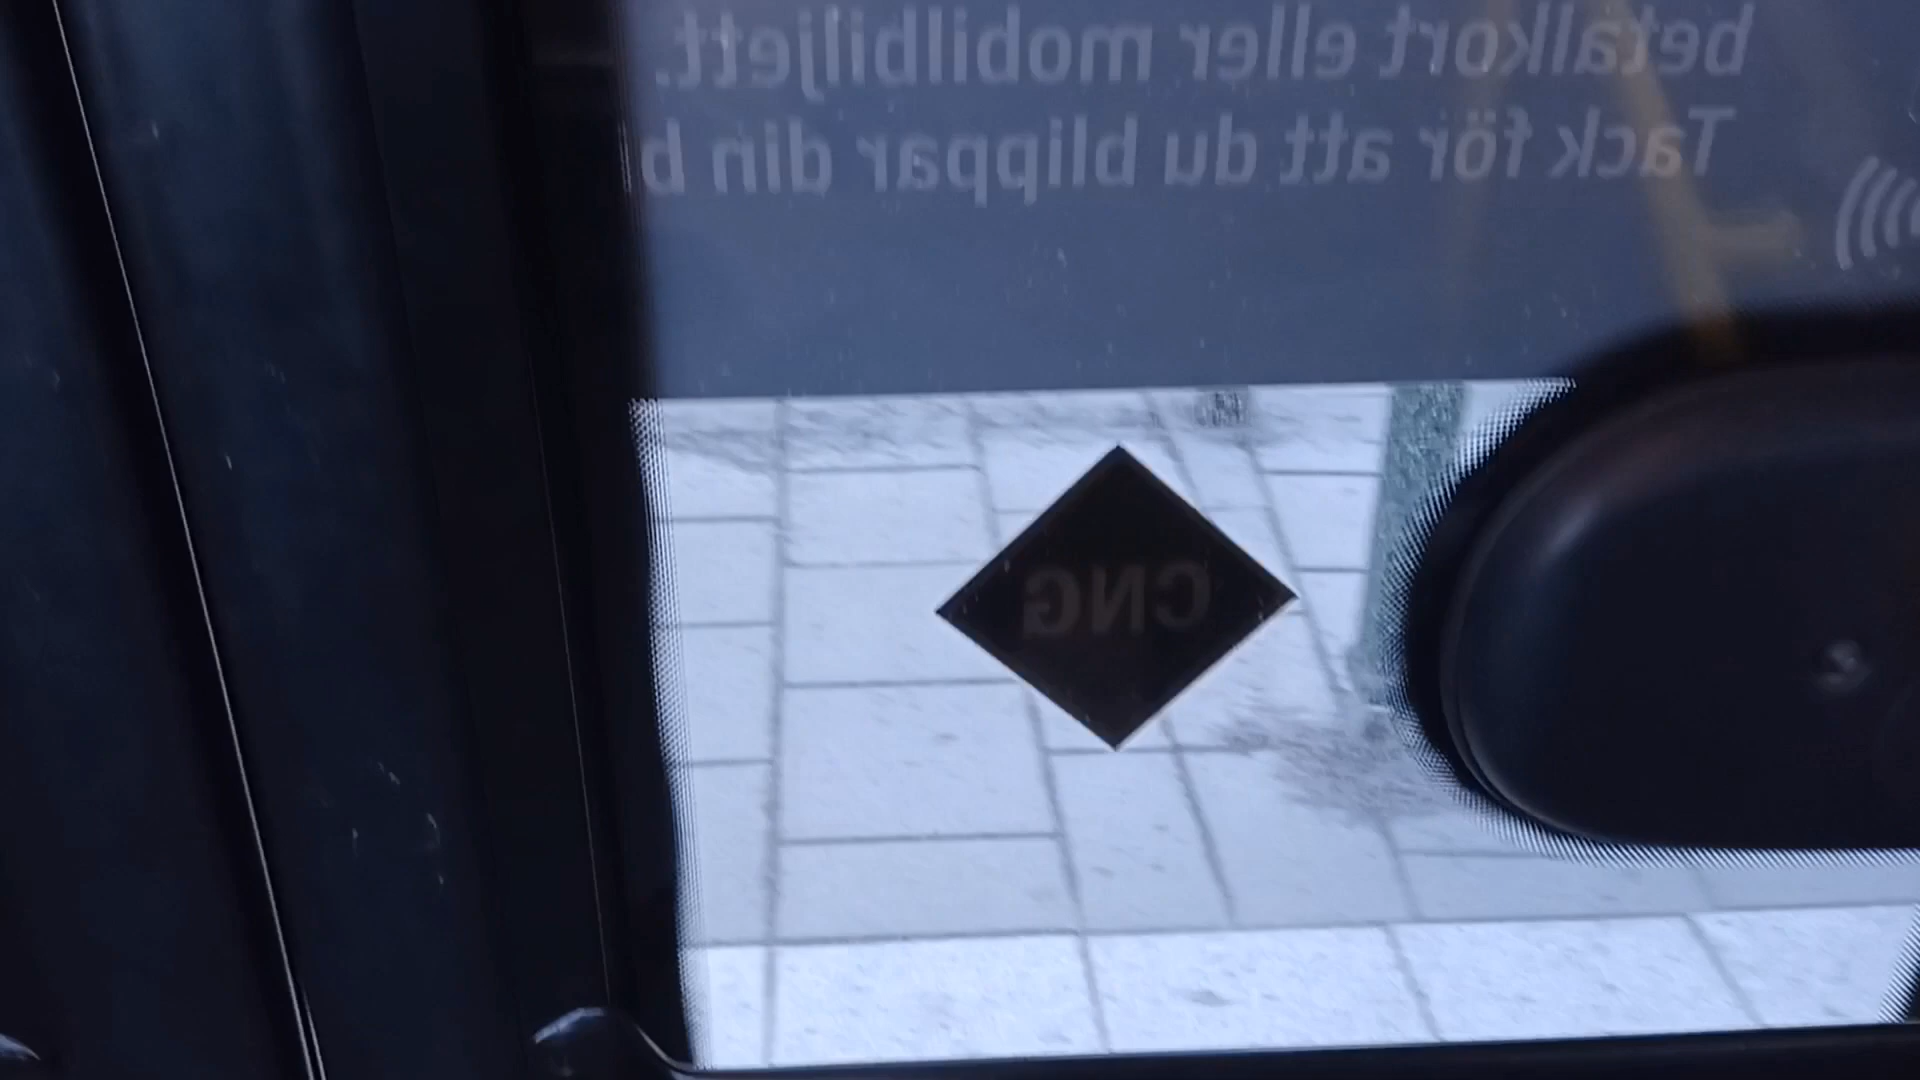 betalkort eller mobilbiljett.
Tack för att du blippar din b
CNG